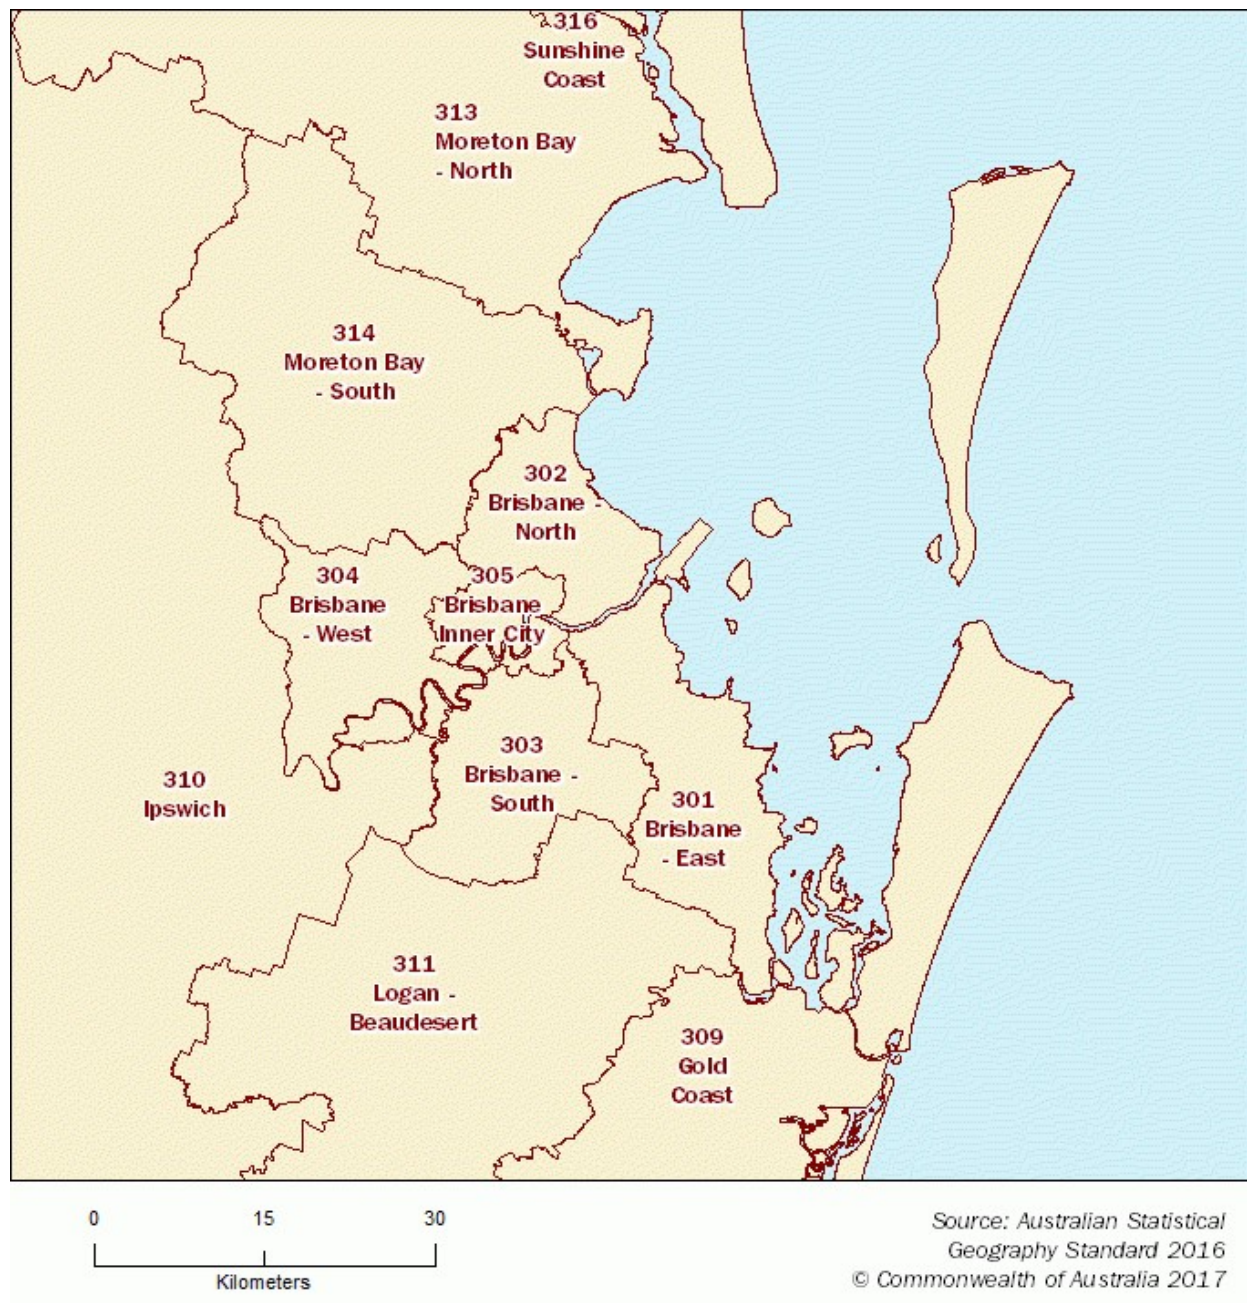 316
Sunshine
Coast
313
Moreton Bay
- North
314
Moreton Bay
- South
302
Brisbane -
North
304
Brisbane
- West
305
Brisbane
Inner City
303
Brisbane -
South
310
Ipswich
301
Brisbane
- East
311
Logan -
Beaudesert
309
Gold
Coast
0 15 30
Kilometers
Source: Australian Statistical
Geography Standard 2016
© Commonwealth of Australia 2017